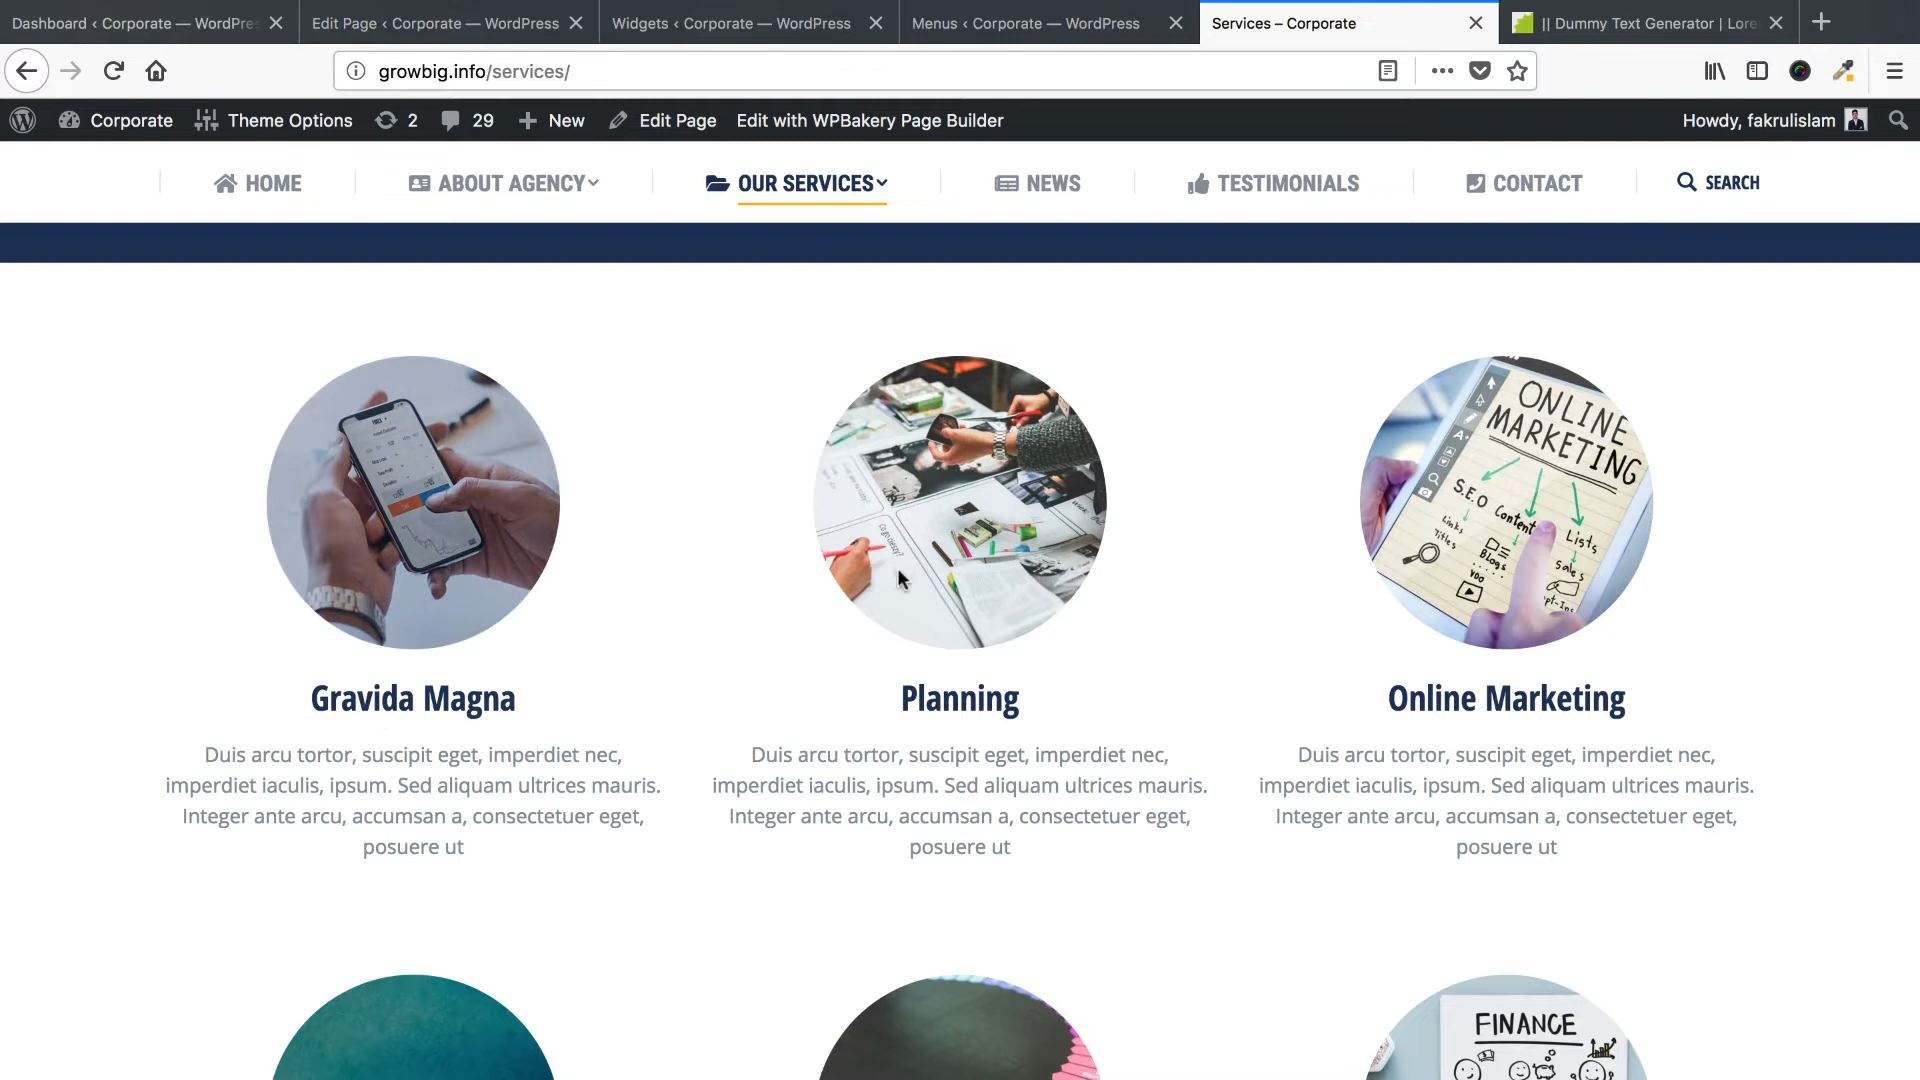 Dashboard ‹ Corporate — WordPre
Edit Page ‹ Corporate — WordPress
Widgets ‹ Corporate — WordPress
Menus ‹ Corporate — WordPress
Services – Corporate
|| Dummy Text Generator | Lore
growbig.info/services/
Corporate
Theme Options
2
29
New
Edit Page
Edit with WPBakery Page Builder
Howdy, fakrulislam
HOME
ABOUT AGENCY
OUR SERVICES
NEWS
TESTIMONIALS
CONTACT
SEARCH
ONLINE
MARKETING
S.E.O
Content
Lists
Links
Titles
Blogs
Sales
Gravida Magna
Planning
Online Marketing
Duis arcu tortor, suscipit eget, imperdiet nec,
imperdiet iaculis, ipsum. Sed aliquam ultrices mauris.
Integer ante arcu, accumsan a, consectetuer eget,
posuere ut
Duis arcu tortor, suscipit eget, imperdiet nec,
imperdiet iaculis, ipsum. Sed aliquam ultrices mauris.
Integer ante arcu, accumsan a, consectetuer eget,
posuere ut
Duis arcu tortor, suscipit eget, imperdiet nec,
imperdiet iaculis, ipsum. Sed aliquam ultrices mauris.
Integer ante arcu, accumsan a, consectetuer eget,
posuere ut
FINANCE